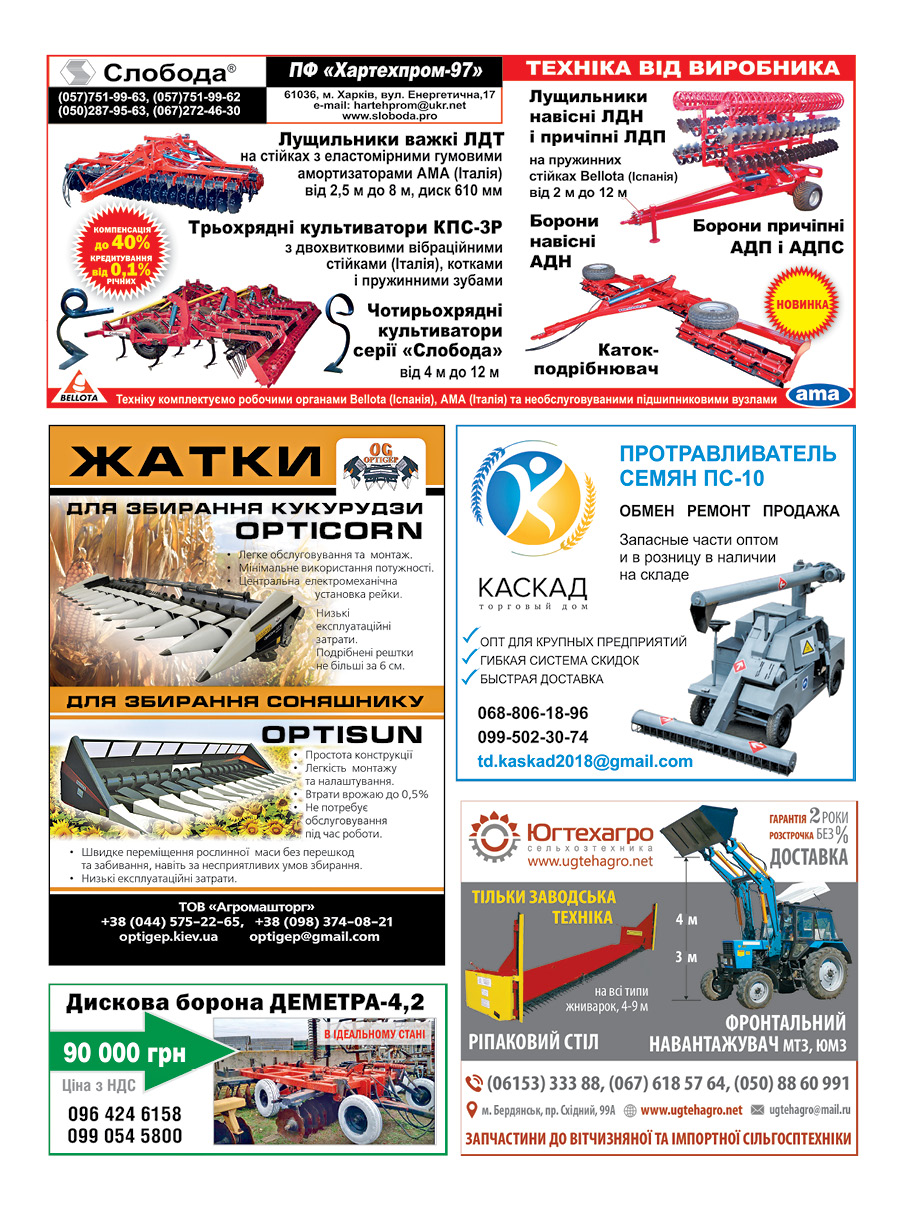 Слобода®
(057)751-99-63, (057)751-99-62
(050)287-95-63, (067)272-46-30
ПФ «Хартехпром-97»
61036, м. Харків, вул. Енергетична,17
e-mail: hartehprom@ukr.net
www.sloboda.pro
ТЕХНІКА ВІД ВИРОБНИКА
Лущильники важкі ЛДТ
на стійках з еластомірними гумовими
амортизаторами АМА (Італія)
від 2,5 м до 8 м, диск 610 мм
КОМПЕНСАЦІЯ
до 40%
КРЕДИТУВАННЯ
від 0,1%
РІЧНИХ
Трьохрядні культиватори КПС-3Р
з двохвитковими вібраційними
стійками (Італія), котками
і пружинними зубами
Чотирьохрядні
культиватори
серії «Слобода»
від 4 м до 12 м
Лущильники
навісні ЛДН
і причіпні ЛДП
на пружинних
стійках Bellota (Іспанія)
від 2 м до 12 м
Борони
навісні
АДН
Борони причіпні
АДП і АДПС
НОВИНКА
Каток-
подрібнювач
BELLOTA
Техніку комплектуємо робочими органами Bellota (Іспанія), АМА (Італія) та необслуговуваними підшипниковими вузлами
ama
ЖАТКИ
OG
OPTIGEP
ДЛЯ ЗБИРАННЯ КУКУРУДЗИ
OPTICORN
• Легке обслуговування та монтаж.
• Мінімальне використання потужності.
• Центральна електромеханічна
установка рейки.
Низькі
експлуатаційні
затрати.
Подрібнені рештки
не більші за 6 см.
ДЛЯ ЗБИРАННЯ СОНЯШНИКУ
OPTISUN
• Простота конструкції
• Легкість монтажу
та налаштування.
• Втрати врожаю до 0,5%
• Не потребує
обслуговування
під час роботи.
• Швидке переміщення рослинної маси без перешкод
та забивання, навіть за несприятливих умов збирання.
• Низькі експлуатаційні затрати.
ТОВ «Агромашторг»
+38 (044) 575–22–65, +38 (098) 374–08–21
optigep.kiev.ua optigep@gmail.com
КАСКАД
торговый дом
ПРОТРАВЛИВАТЕЛЬ
СЕМЯН ПС-10
ОБМЕН РЕМОНТ ПРОДАЖА
Запасные части оптом
и в розницу в наличии
на складе
ОПТ ДЛЯ КРУПНЫХ ПРЕДПРИЯТИЙ
ГИБКАЯ СИСТЕМА СКИДОК
БЫСТРАЯ ДОСТАВКА
068-806-18-96
099-502-30-74
td.kaskad2018@gmail.com
Югтехагро
сельхозтехника
www.ugtehagro.net
ГАРАНТІЯ 2 РОКИ
РОЗСТРОЧКА БЕЗ %
ДОСТАВКА
ТІЛЬКИ ЗАВОДСЬКА
ТЕХНІКА
4 м
3 м
на всі типи
жниварок, 4-9 м
РІПАКОВИЙ СТІЛ
ФРОНТАЛЬНИЙ
НАВАНТАЖУВАЧ МТЗ, ЮМЗ
(06153) 333 88, (067) 618 57 64, (050) 88 60 991
м. Бердянськ, пр. Східний, 99А www.ugtehagro.net ugtehagro@mail.ru
ЗАПЧАСТИНИ ДО ВІТЧИЗНЯНОЇ ТА ІМПОРТНОЇ СІЛЬГОСПТЕХНІКИ
Дискова борона ДЕМЕТРА-4,2
В ІДЕАЛЬНОМУ СТАНІ
90 000 грн
Ціна з НДС
096 424 6158
099 054 5800